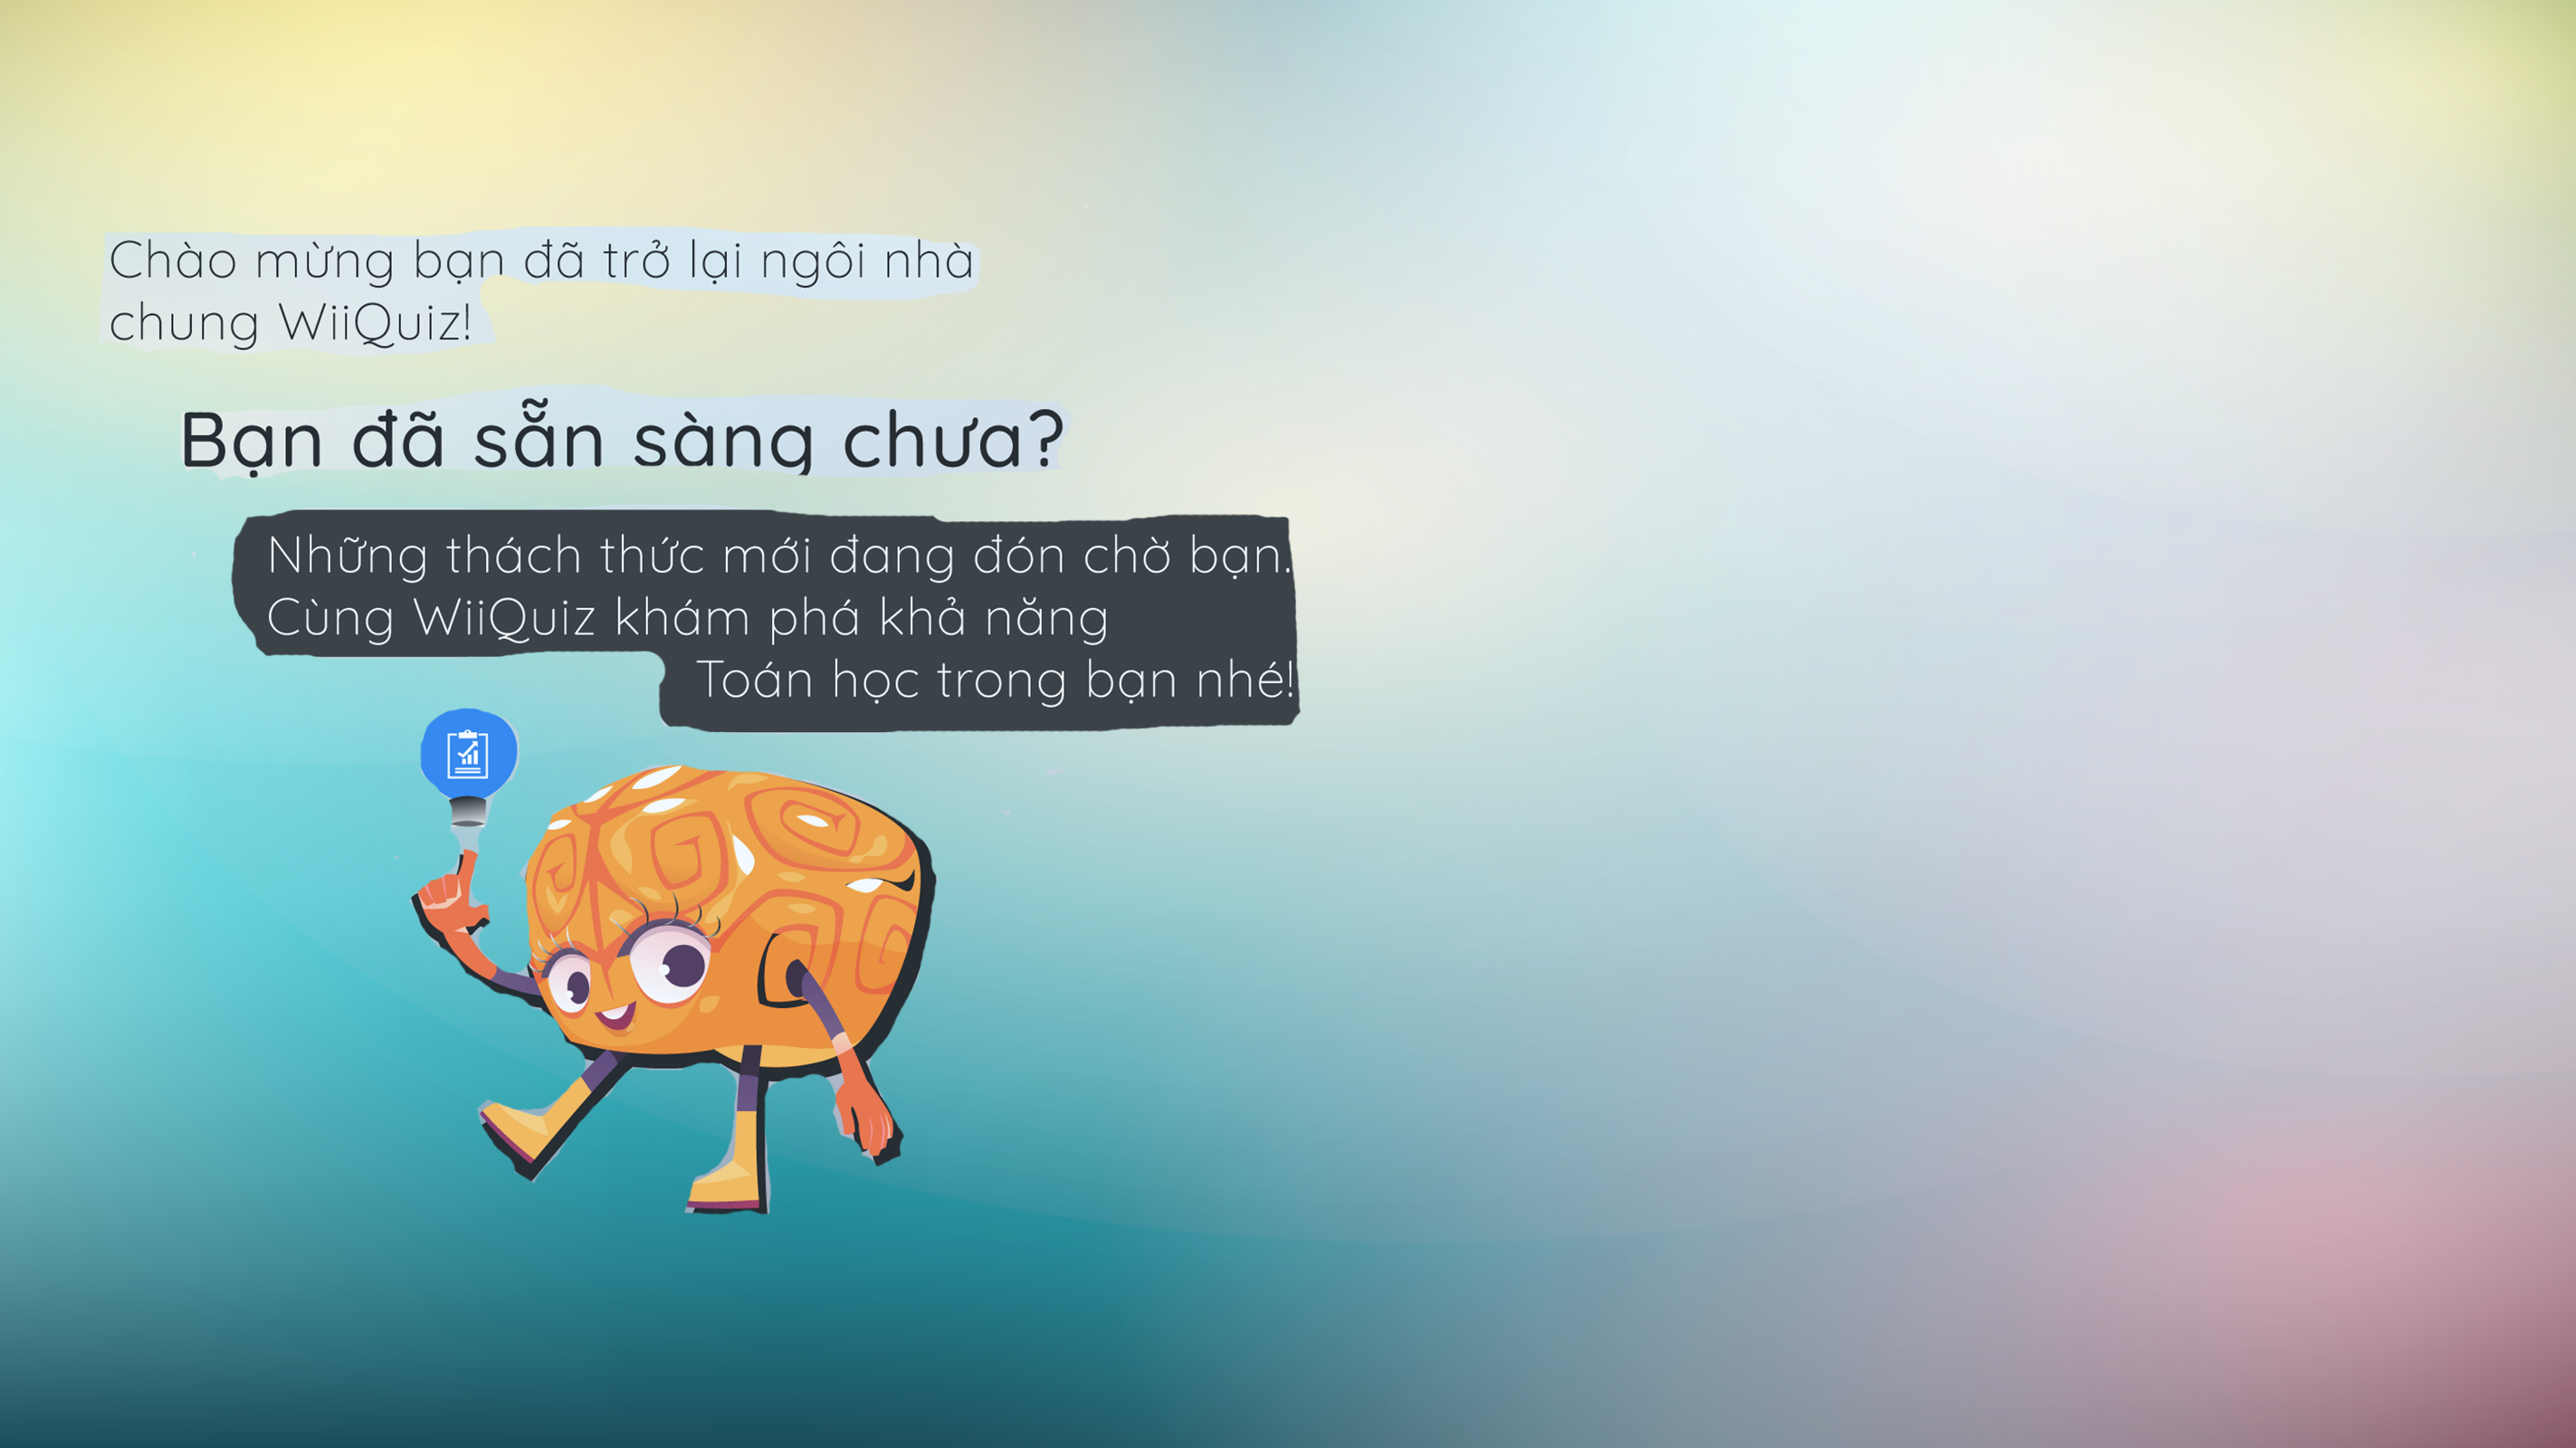 Chào mừng bạn đã trở lại ngôi nhà
chung WiiQuiz!
Bạn đã sẵn sàng chưa?
Những thách thức mới đang đón chờ bạn.
Cùng WiiQuiz khám phá khả năng
Toán học trong bạn nhé!